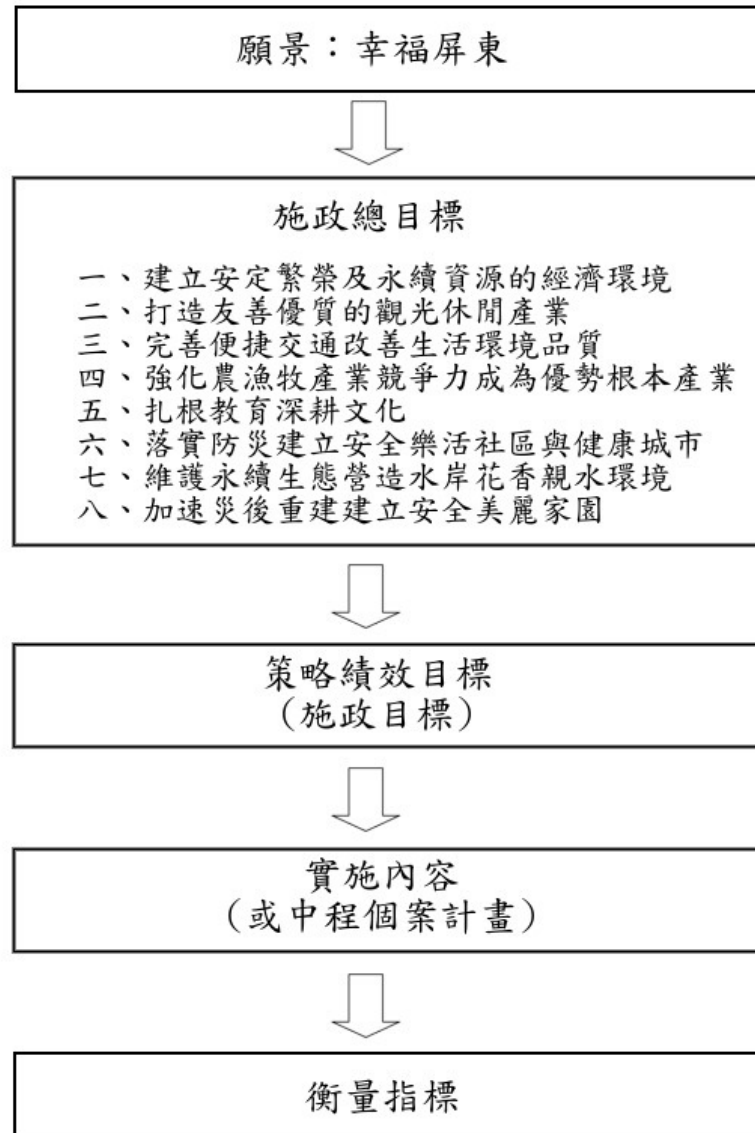 願景：幸福屏東
施政總目標
一、建立安定繁榮及永續資源的經濟環境
二、打造友善優質的觀光休閒產業
三、完善便捷交通改善生活環境品質
四、強化農漁牧產業競爭力成為優勢根本產業
五、扎根教育深耕文化
六、落實防災建立安全樂活社區與健康城市
七、維護永續生態營造水岸花香親水環境
八、加速災後重建建立安全美麗家園
策略績效目標
（施政目標）
實施內容
（或中程個案計畫）
衡量指標